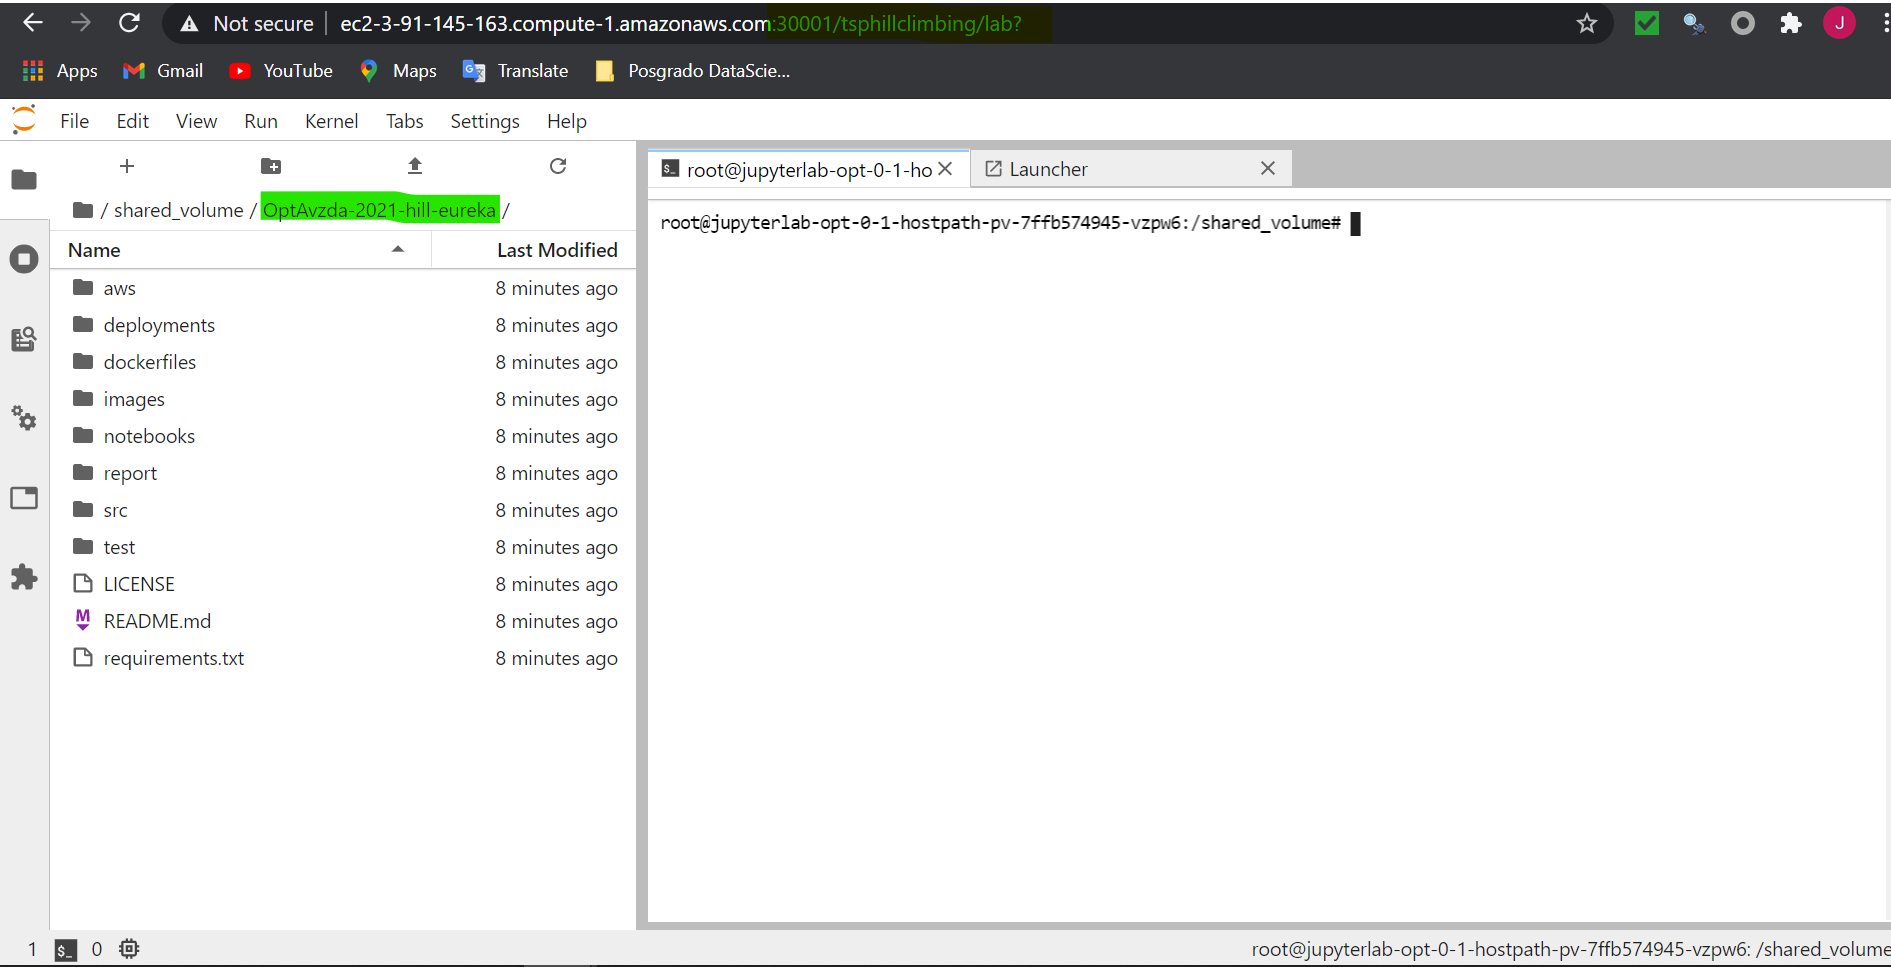 Not secure | ec2-3-91-145-163.compute-1.amazonaws.com:30001/tsphillclimbing/lab?
J
Apps Gmail YouTube Maps Translate Posgrado DataScie...
File Edit View Run Kernel Tabs Settings Help
root@jupyterlab-opt-0-1-ho Launcher
/ shared_volume / OptAvzda-2021-hill-eureka /
root@jupyterlab-opt-0-1-hostpath-pv-7ffb574945-vzpw6:/shared_volume#
Name Last Modified
aws 8 minutes ago
deployments 8 minutes ago
dockerfiles 8 minutes ago
images 8 minutes ago
notebooks 8 minutes ago
report 8 minutes ago
src 8 minutes ago
test 8 minutes ago
LICENSE 8 minutes ago
README.md 8 minutes ago
requirements.txt 8 minutes ago
1 $_ 0 root@jupyterlab-opt-0-1-hostpath-pv-7ffb574945-vzpw6: /shared_volume